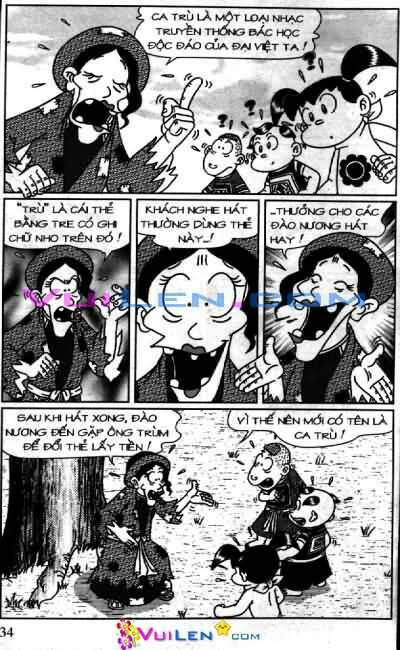 CA TRÙ LÀ MỘT LOẠI NHẠC
TRUYỀN THỐNG BÁC HỌC
ĐỘC ĐÁO CỦA ĐẠI VIỆT TA!
?
?
?
"TRÙ" LÀ CÁI THẺ
BẰNG TRE CÓ GHI
CHỮ NHO TRÊN ĐÓ!
KHÁCH NGHE HÁT
THƯỜNG DÙNG THẺ
NÀY...!
...THƯỞNG CHO CÁC
ĐÀO NƯƠNG HÁT
HAY!
VUILEN.COM
SAU KHI HÁT XONG, ĐÀO
NƯƠNG ĐẾN GẶP ÔNG TRÙM
ĐỂ ĐỔI THẺ LẤY TIỀN!
VÌ THẾ NÊN MỚI CÓ TÊN LÀ
CA TRÙ!
34
VUILEN.COM